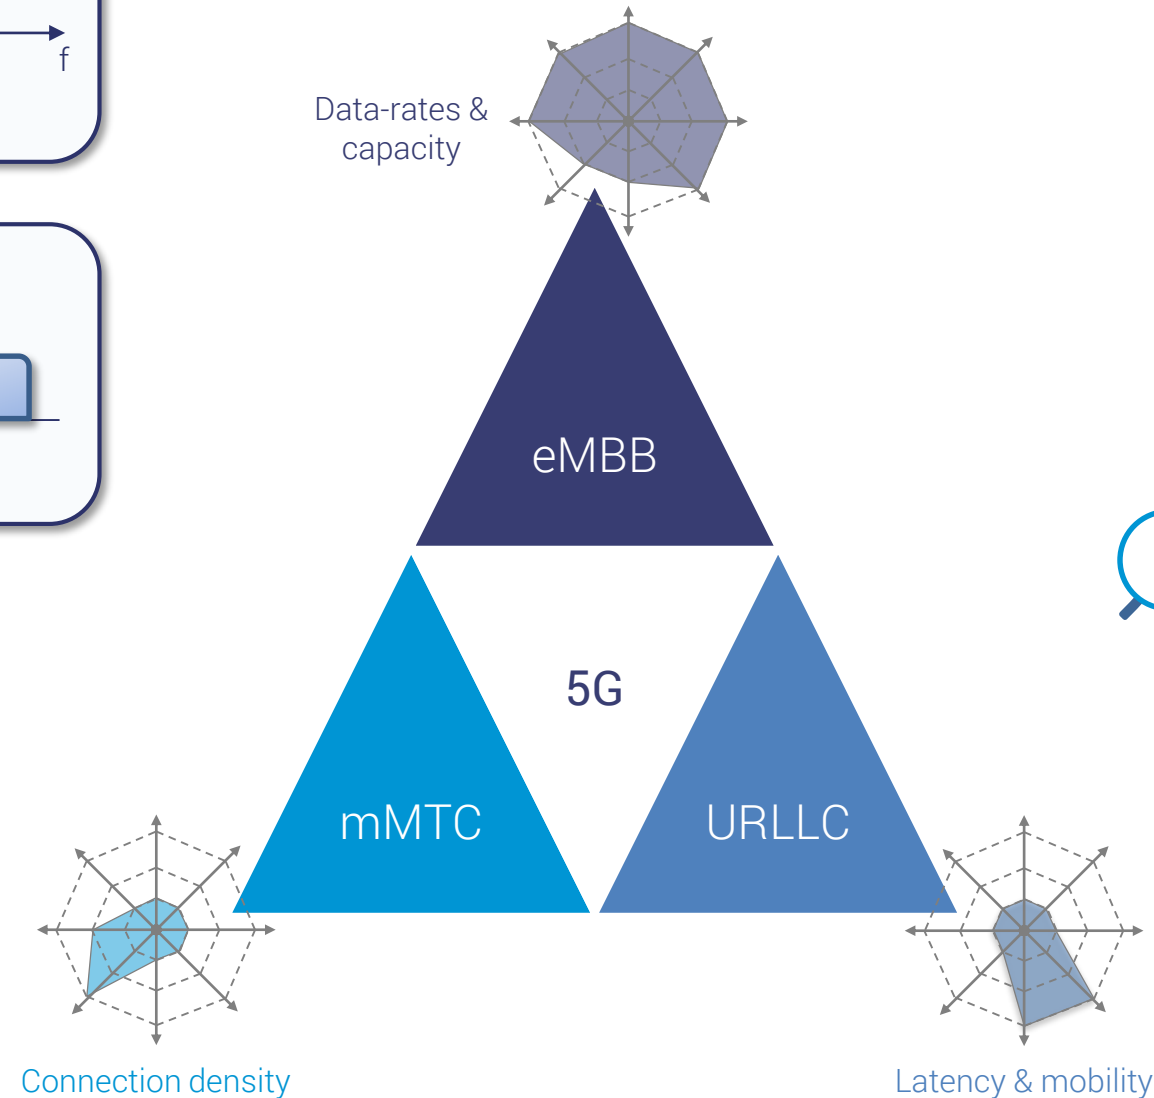 f
Data-rates &
capacity
eMBB
5G
mMTC
URLLC
Connection density
Latency & mobility